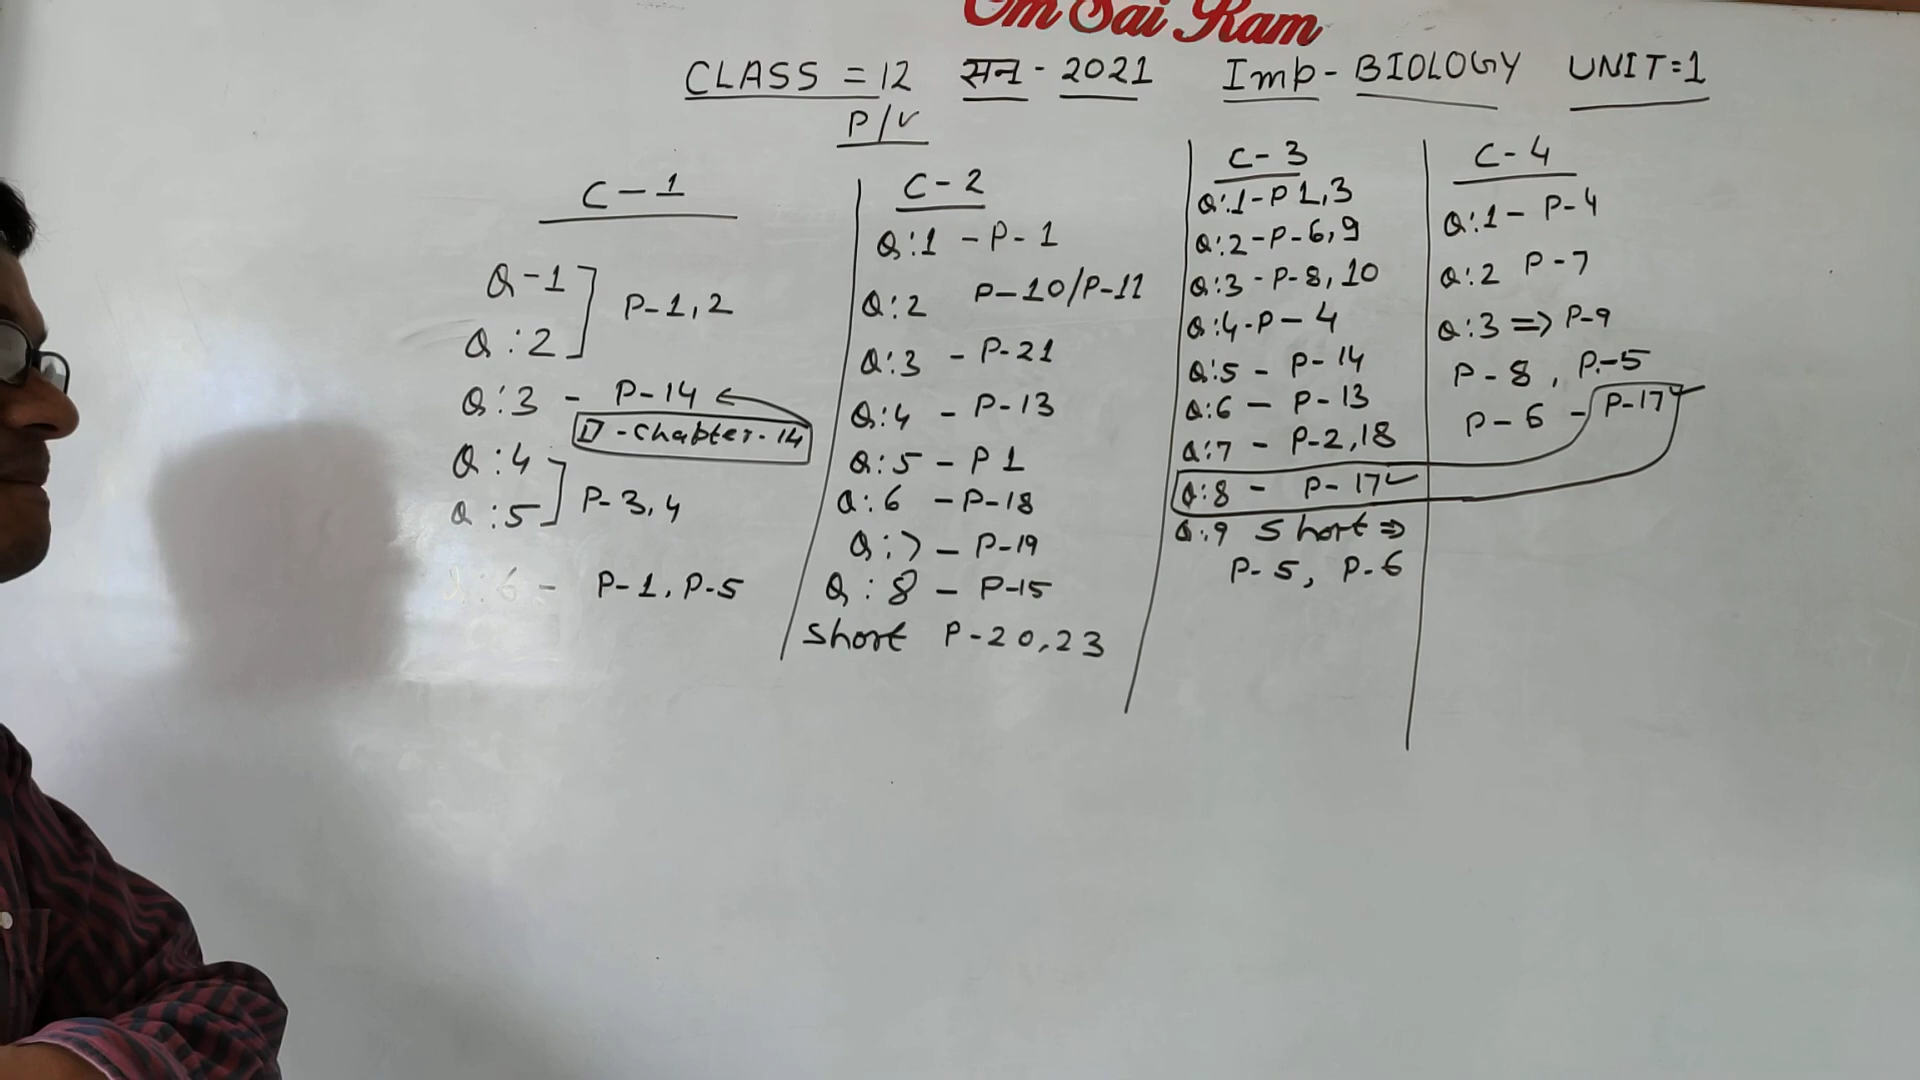 Om Sai Ram
CLASS = 12 सन - 2021 Imp - BIOLOGY UNIT:1
P/V
C - 1
Q - 1
Q : 2
P - 1, 2
Q : 3 - P - 14
D - Chapter - 14
Q : 4
Q : 5
P - 3, 4
Q : 6 - P - 1, P - 5
C - 2
Q : 1 - P - 1
Q : 2 P - 10/P - 11
Q : 3 - P - 21
Q : 4 - P - 13
Q : 5 - P 1
Q : 6 - P - 18
Q : 7 - P - 19
Q : 8 - P - 15
Short P - 20, 23
C - 3
Q : 1 - P 1, 3
Q : 2 - P - 6, 9
Q : 3 - P - 8, 10
Q : 4 - P - 4
Q : 5 - P - 14
Q : 6 - P - 13
Q : 7 - P - 2, 18
Q : 8 - P - 17
Q : 9 Short ⇒
P - 5, P - 6
C - 4
Q : 1 - P - 4
Q : 2 P - 7
Q : 3 ⇒ P - 9
P - 8, P - 5
P - 6 - P - 17